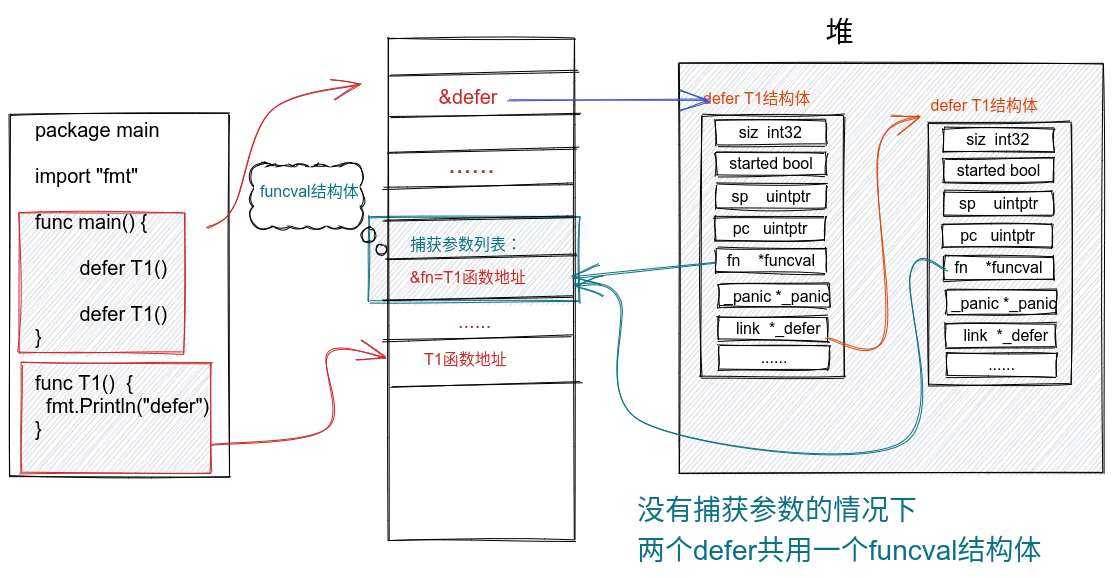 package main
import "fmt"
func main() {
defer T1()
defer T1()
}
func T1() {
fmt.Println("defer")
}
funcval结构体
&defer
......
捕获参数列表：
&fn=T1函数地址
......
T1函数地址
堆
defer T1结构体
siz int32
started bool
sp uintptr
pc uintptr
fn *funcval
_panic *_panic
link *_defer
......
defer T1结构体
siz int32
started bool
sp uintptr
pc uintptr
fn *funcval
_panic *_panic
link *_defer
......
没有捕获参数的情况下
两个defer共用一个funcval结构体